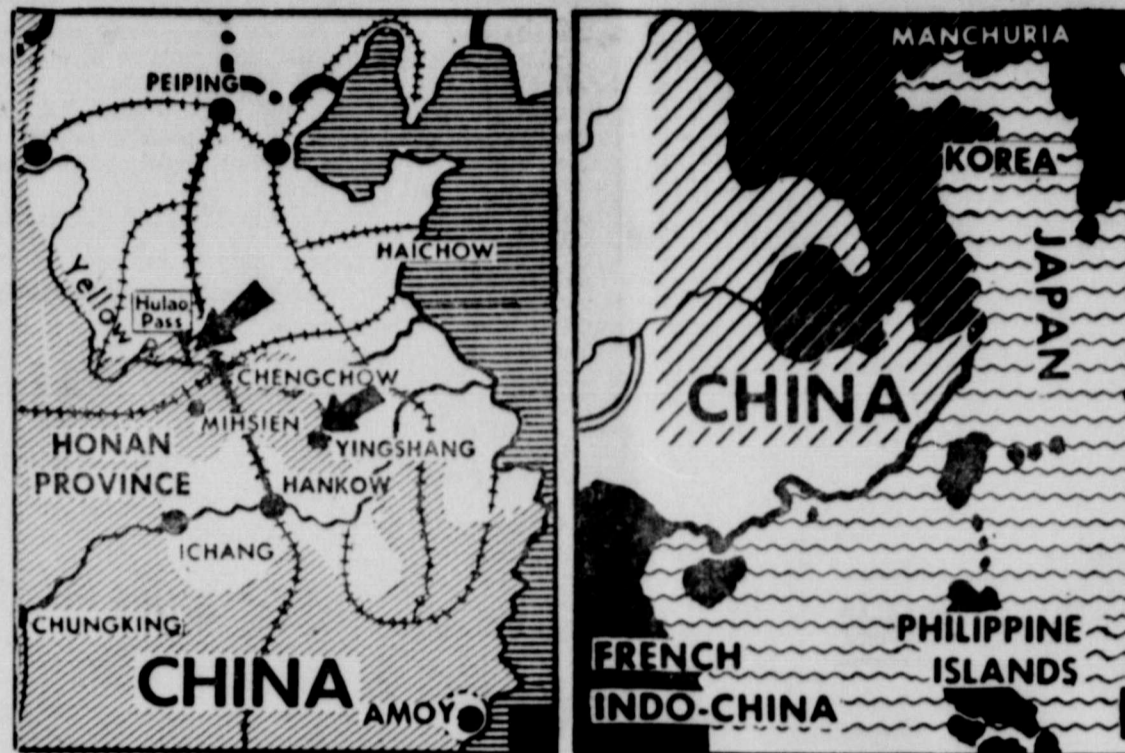 PEIPING
HAICHOW
Yellow
Hulao
Pass
CHENGCHOW
MIHSIEN
YINGSHANG
HONAN
PROVINCE
HANKOW
ICHANG
CHUNGKING
CHINA
AMOY
MANCHURIA
KOREA
JAPAN
CHINA
PHILIPPINE
ISLANDS
FRENCH
INDO-CHINA